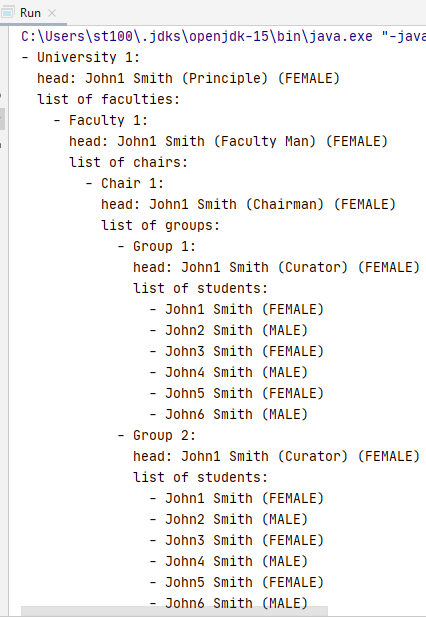 Run
C:\Users\st100\.jdks\openjdk-15\bin\java.exe "-java
- University 1:
head: John1 Smith (Principle) (FEMALE)
list of faculties:
- Faculty 1:
head: John1 Smith (Faculty Man) (FEMALE)
list of chairs:
- Chair 1:
head: John1 Smith (Chairman) (FEMALE)
list of groups:
- Group 1:
head: John1 Smith (Curator) (FEMALE)
list of students:
- John1 Smith (FEMALE)
- John2 Smith (MALE)
- John3 Smith (FEMALE)
- John4 Smith (MALE)
- John5 Smith (FEMALE)
- John6 Smith (MALE)
- Group 2:
head: John1 Smith (Curator) (FEMALE)
list of students:
- John1 Smith (FEMALE)
- John2 Smith (MALE)
- John3 Smith (FEMALE)
- John4 Smith (MALE)
- John5 Smith (FEMALE)
- John6 Smith (MALE)